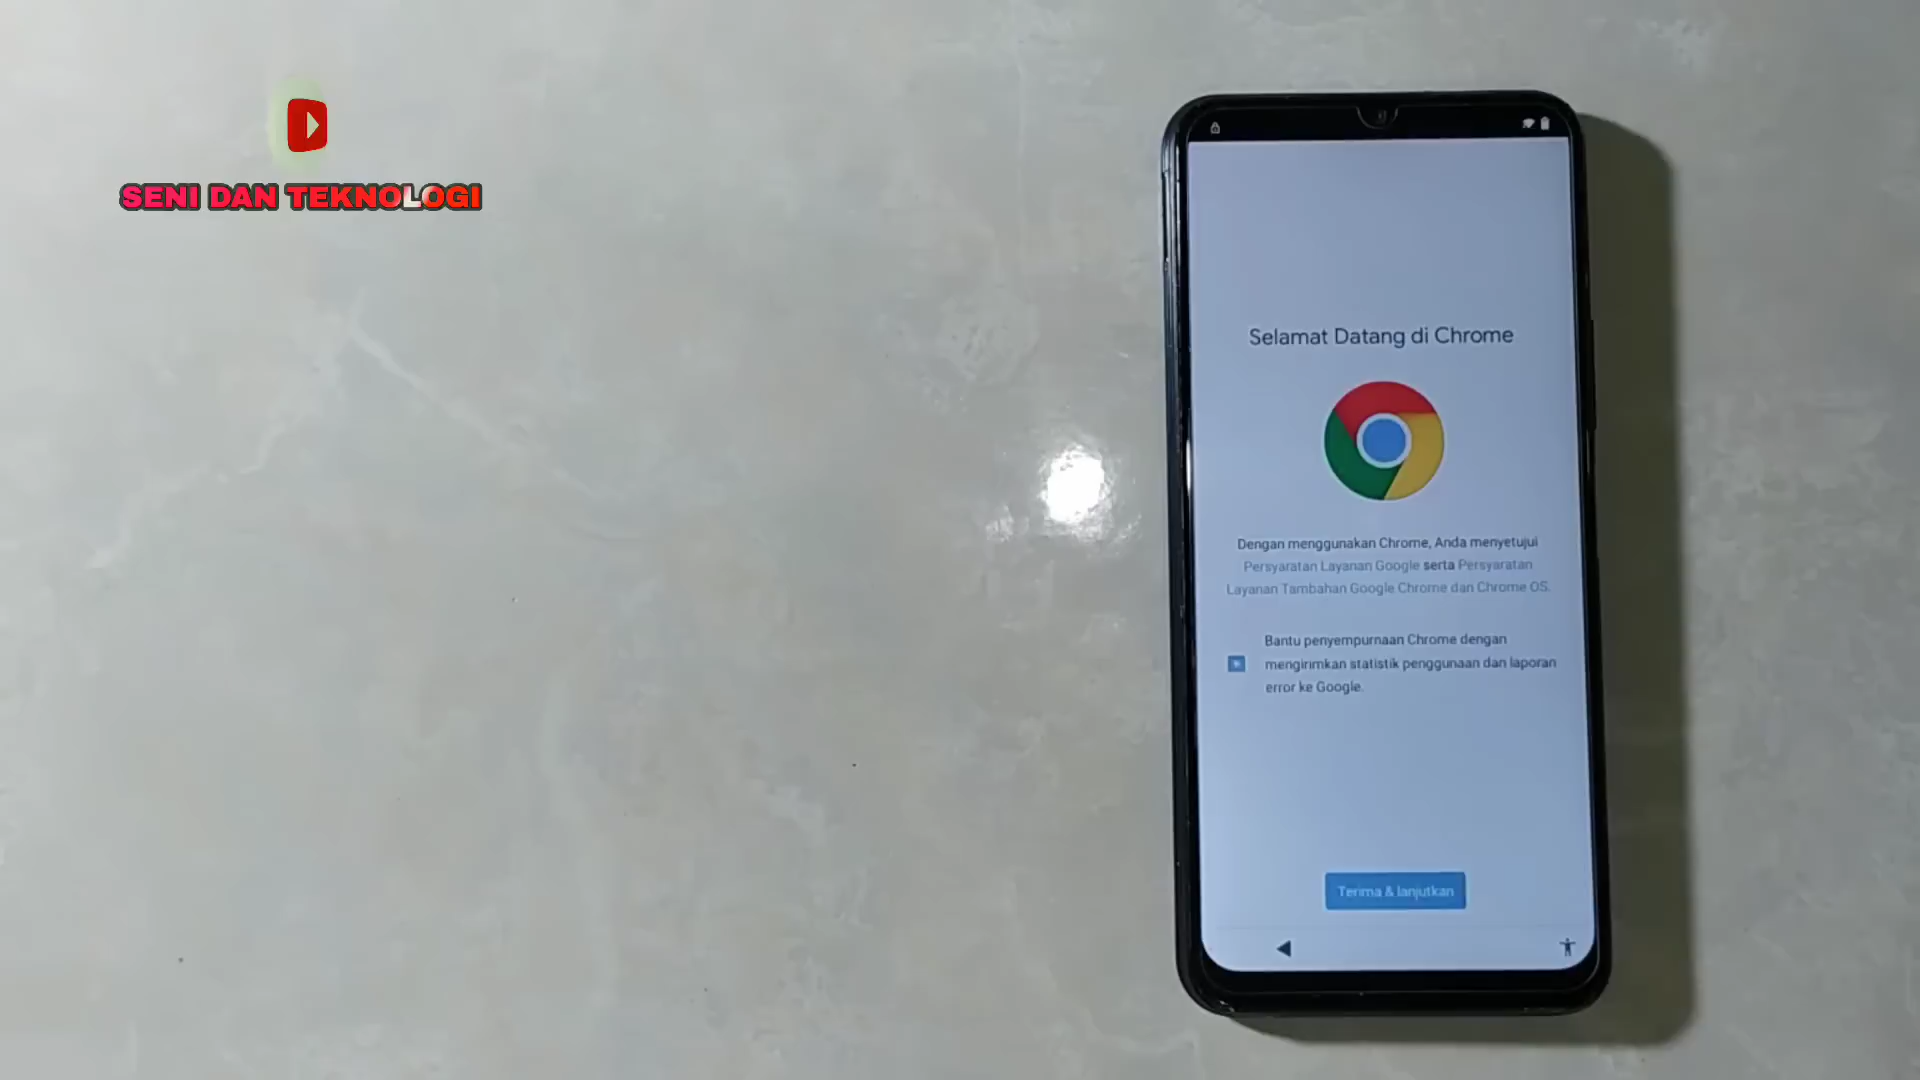 SENI DAN TEKNOLOGI
Selamat Datang di Chrome
Dengan menggunakan Chrome, Anda menyetujui
Persyaratan Layanan Google serta Persyaratan
Layanan Tambahan Google Chrome dan Chrome OS.
Bantu penyempurnaan Chrome dengan
mengirimkan statistik penggunaan dan laporan
error ke Google.
Terima & lanjutkan